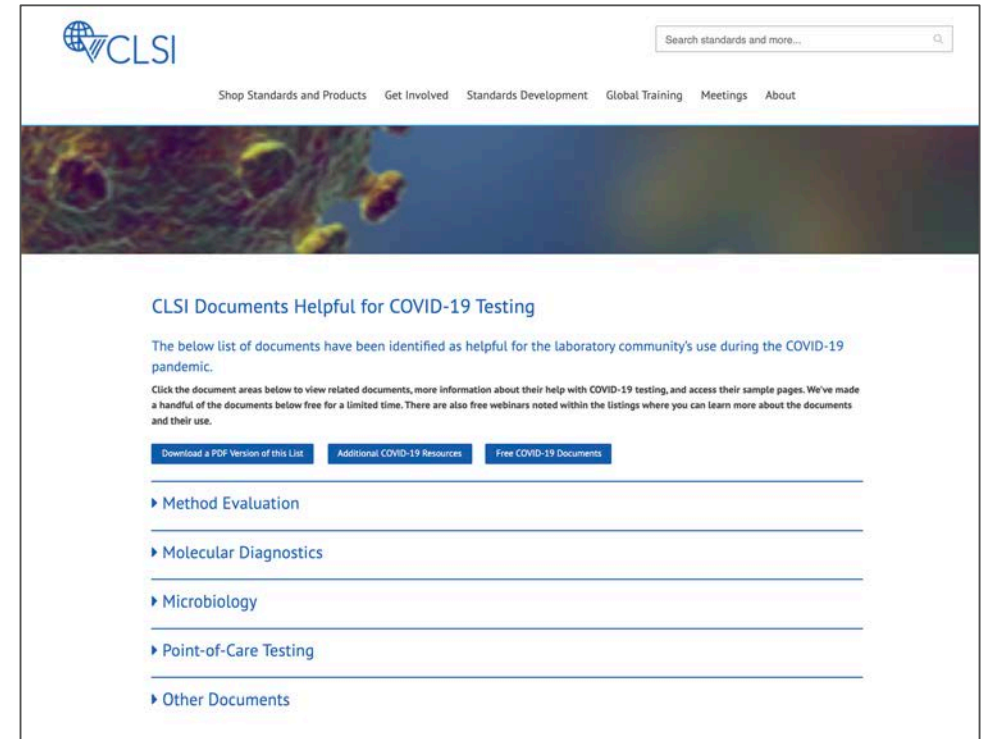 CLSI
Search standards and more...
Shop Standards and Products Get Involved Standards Development Global Training Meetings About
CLSI Documents Helpful for COVID-19 Testing
The below list of documents have been identified as helpful for the laboratory community's use during the COVID-19
pandemic.
Click the document areas below to view related documents, more information about their help with COVID-19 testing, and access their sample pages. We've made
a handful of the documents below free for a limited time. There are also free webinars noted within the listings where you can learn more about the documents
and their use.
Download a PDF Version of this List Additional COVID-19 Resources Free COVID-19 Documents
Method Evaluation
Molecular Diagnostics
Microbiology
Point-of-Care Testing
Other Documents